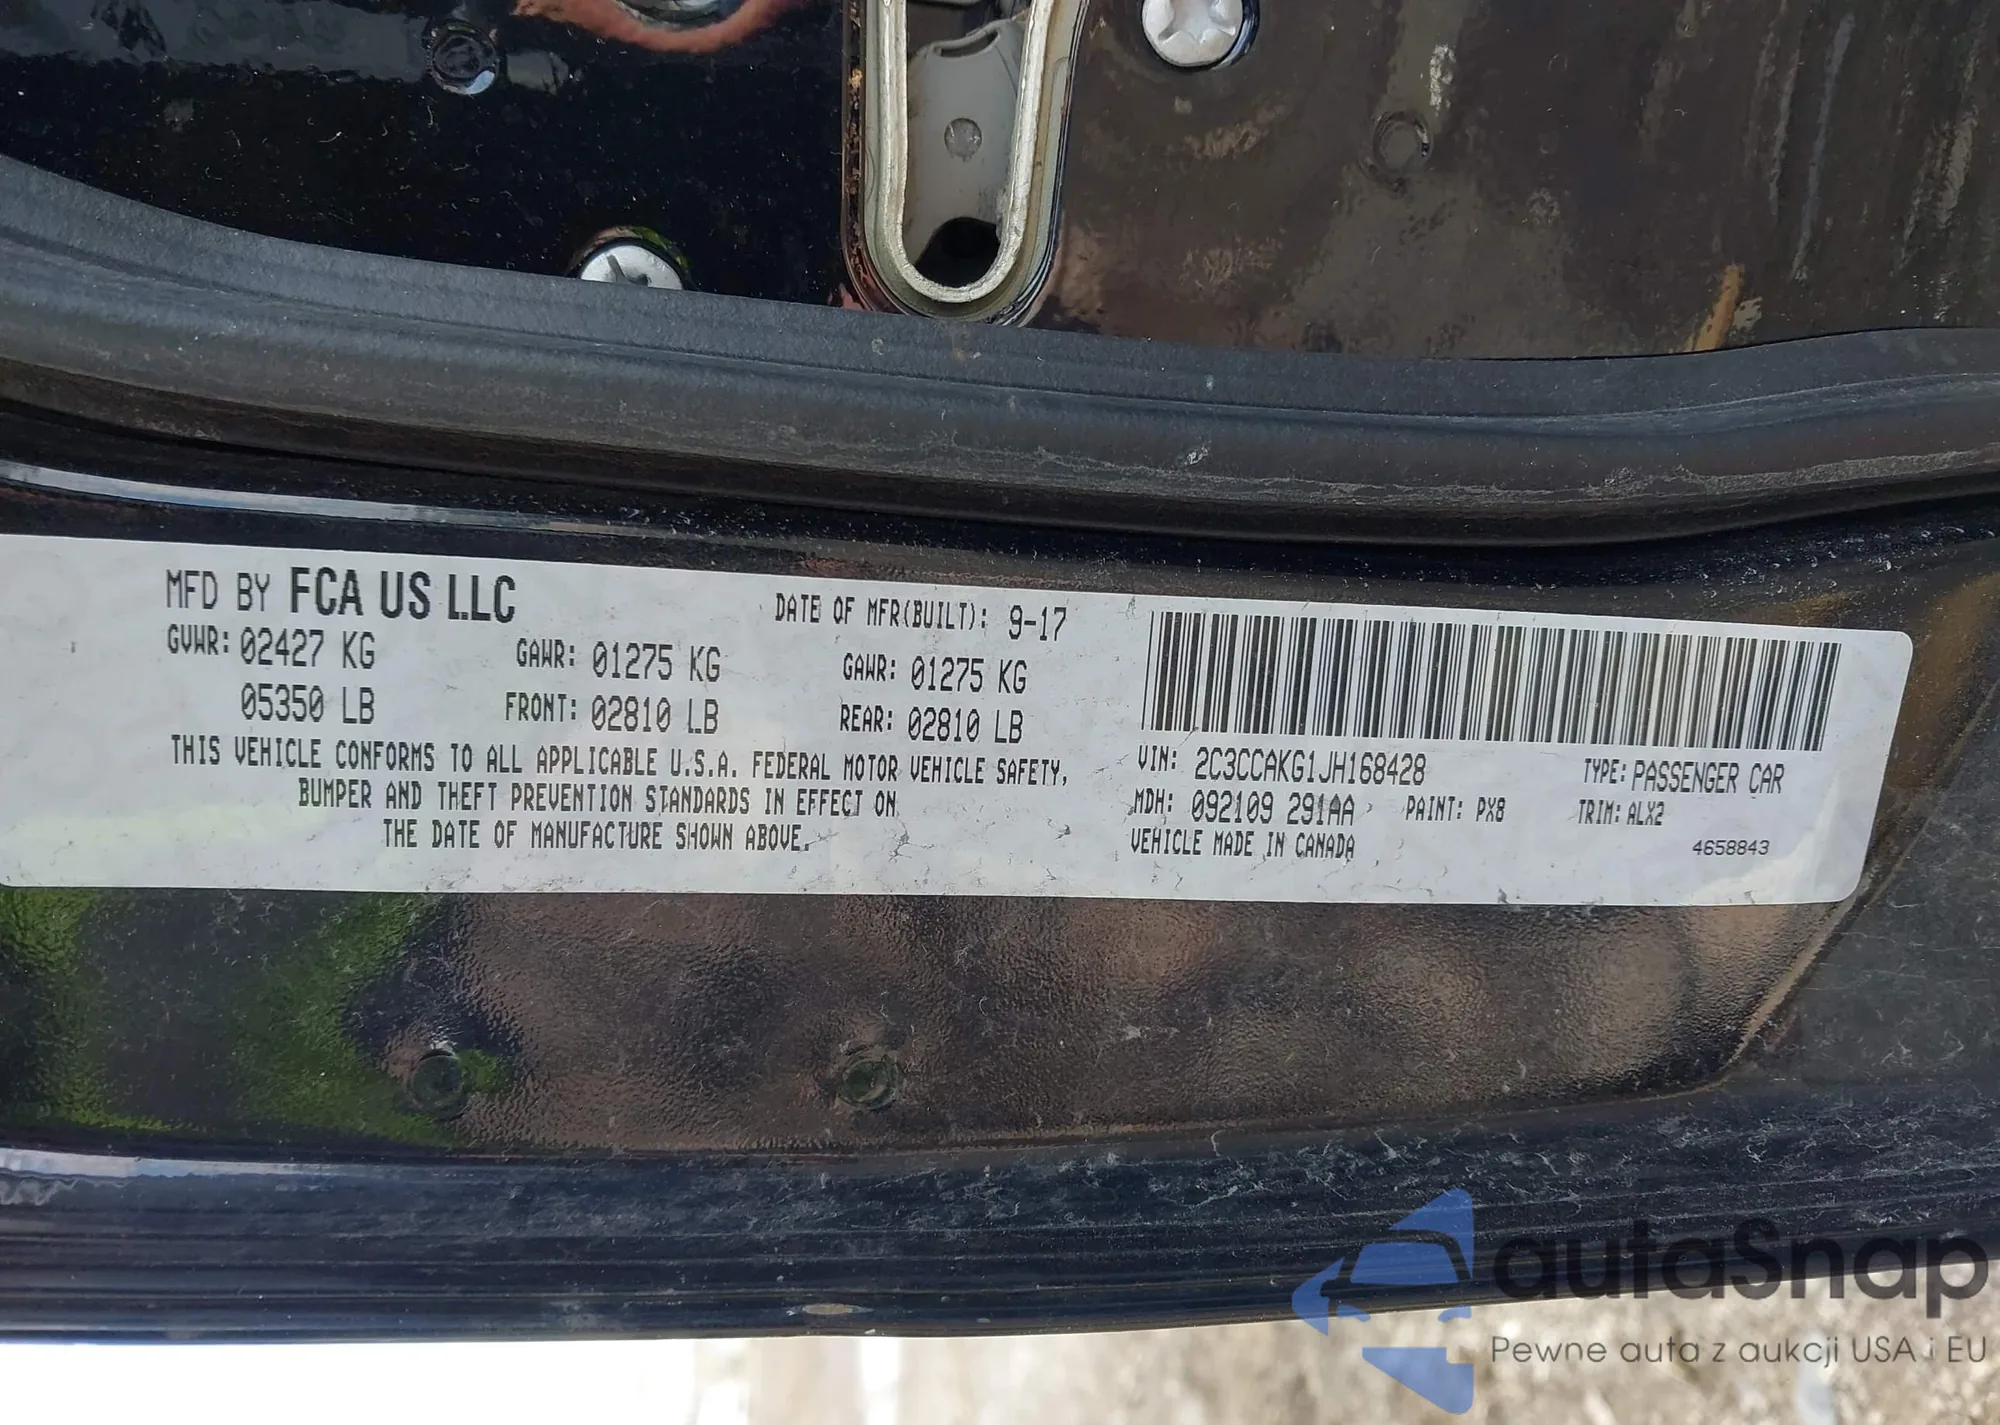 MFD BY FCA US LLC DATE OF MFR(BUILT): 9-17
GVWR: 02427 KG GAWR: 01275 KG GAWR: 01275 KG
05350 LB FRONT: 02810 LB REAR: 02810 LB
THIS VEHICLE CONFORMS TO ALL APPLICABLE U.S.A. FEDERAL MOTOR VEHICLE SAFETY,
BUMPER AND THEFT PREVENTION STANDARDS IN EFFECT ON
THE DATE OF MANUFACTURE SHOWN ABOVE.
VIN: 2C3CCAKG1JH168428 TYPE: PASSENGER CAR
MDH: 092109 291AA PAINT: PX8 TRIM: ALX2
VEHICLE MADE IN CANADA 4658843
autaSnap
Pewne auta z aukcji USA i EU